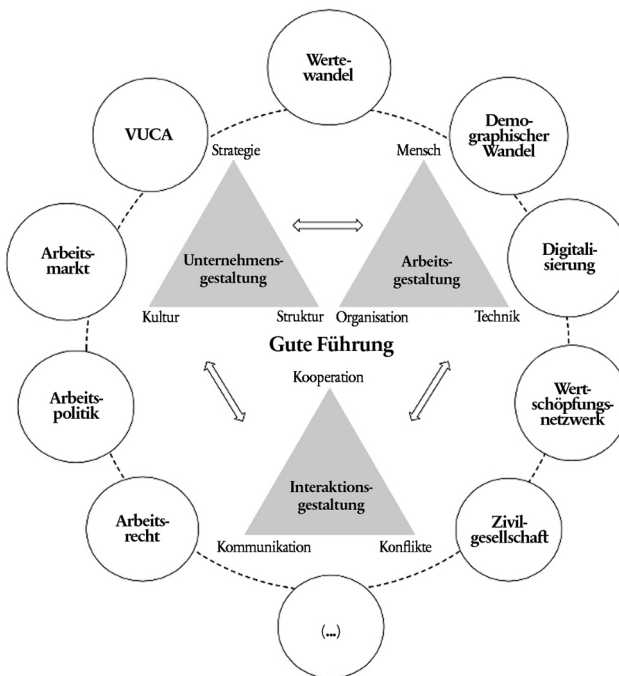 Werte-
wandel
VUCA
Demo-
graphischer
Wandel
Strategie
Mensch
Arbeits-
markt
Unternehmens-
gestaltung
Arbeits-
gestaltung
Digitali-
sierung
Kultur
Struktur
Organisation
Technik
Gute Führung
Kooperation
Arbeits-
politik
Wert-
schöpfungs-
netzwerk
Interaktions-
gestaltung
Arbeits-
recht
Zivil-
gesellschaft
Kommunikation
Konflikte
(...)